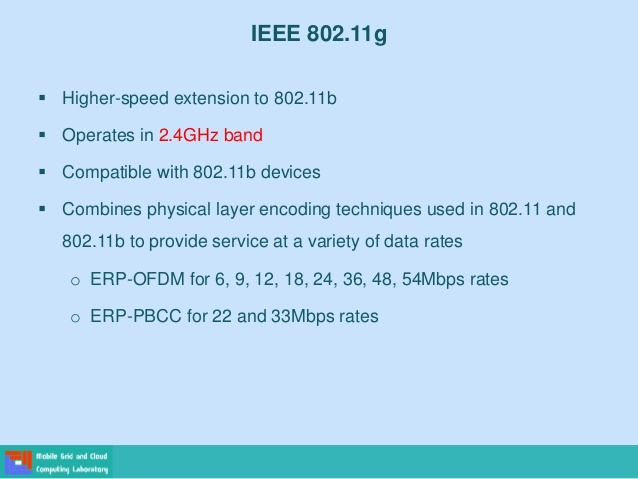 IEEE 802.11g
▪ Higher-speed extension to 802.11b
▪ Operates in 2.4GHz band
▪ Compatible with 802.11b devices
▪ Combines physical layer encoding techniques used in 802.11 and
802.11b to provide service at a variety of data rates
o ERP-OFDM for 6, 9, 12, 18, 24, 36, 48, 54Mbps rates
o ERP-PBCC for 22 and 33Mbps rates
Mobile Grid and Cloud
Computing Laboratory